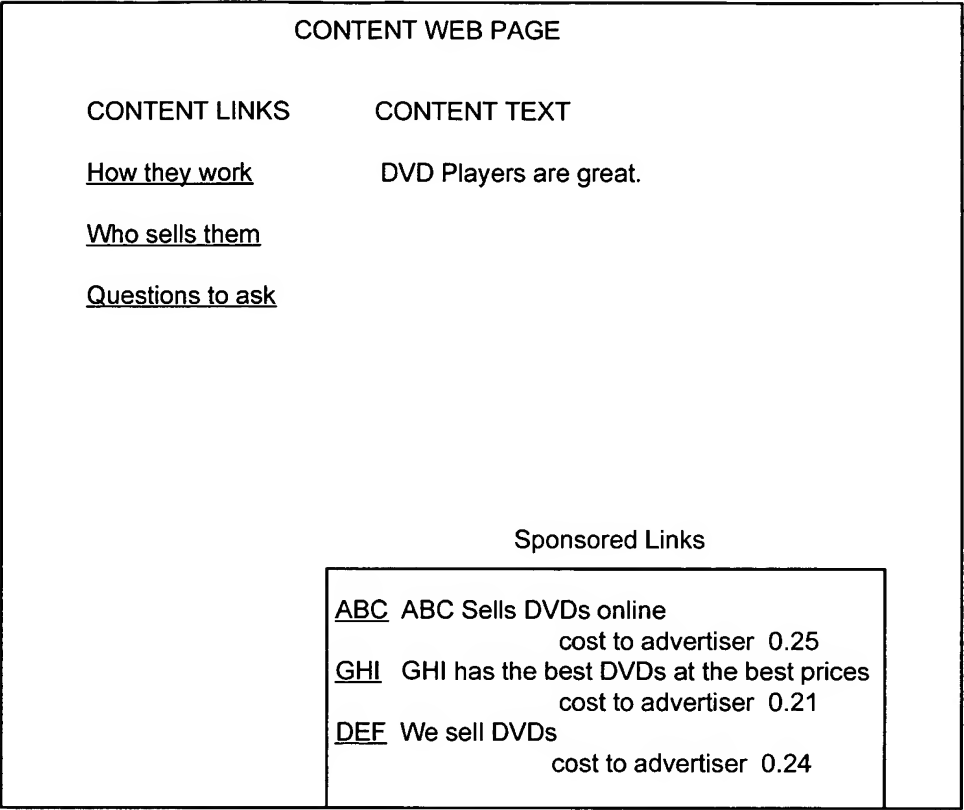 CONTENT WEB PAGE
CONTENT LINKS CONTENT TEXT
How they work DVD Players are great.
Who sells them
Questions to ask
Sponsored Links
ABC ABC Sells DVDs online
cost to advertiser 0.25
GHI GHI has the best DVDs at the best prices
cost to advertiser 0.21
DEF We sell DVDs
cost to advertiser 0.24